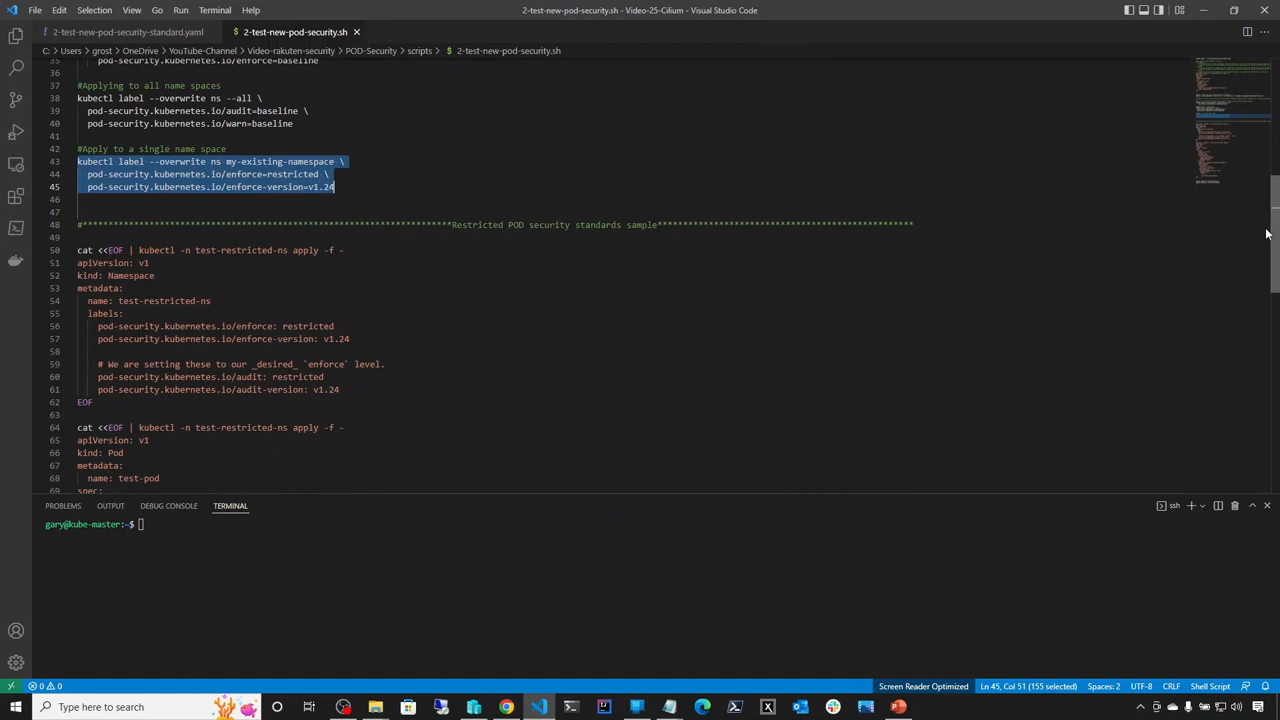 File Edit Selection View Go Run Terminal Help 2-test-new-pod-security.sh - Video-25-Cilium - Visual Studio Code
! 2-test-new-pod-security-standard.yaml $ 2-test-new-pod-security.sh
C: > Users > grost > OneDrive > YouTube-Channel > Video-rakuten-security > POD-Security > scripts > $ 2-test-new-pod-security.sh
35 pod-security.kubernetes.io/enforce=baseline
36
37 #Applying to all name spaces
38 kubectl label --overwrite ns --all \
39 pod-security.kubernetes.io/audit=baseline \
40 pod-security.kubernetes.io/warn=baseline
41
42 #Apply to a single name space
43 kubectl label --overwrite ns my-existing-namespace \
44 pod-security.kubernetes.io/enforce=restricted \
45 pod-security.kubernetes.io/enforce-version=v1.24
46
47
48 #************************************************************************Restricted POD security standards sample**************************************************
49
50 cat <<EOF | kubectl -n test-restricted-ns apply -f -
51 apiVersion: v1
52 kind: Namespace
53 metadata:
54 name: test-restricted-ns
55 labels:
56 pod-security.kubernetes.io/enforce: restricted
57 pod-security.kubernetes.io/enforce-version: v1.24
58
59 # We are setting these to our _desired_ `enforce` level.
60 pod-security.kubernetes.io/audit: restricted
61 pod-security.kubernetes.io/audit-version: v1.24
62 EOF
63
64 cat <<EOF | kubectl -n test-restricted-ns apply -f -
65 apiVersion: v1
66 kind: Pod
67 metadata:
68 name: test-pod
69 spec:
PROBLEMS OUTPUT DEBUG CONSOLE TERMINAL ssh
gary@kube-master:~$
0 0 Screen Reader Optimized Ln 45, Col 51 (155 selected) Spaces: 2 UTF-8 CRLF Shell Script
Type here to search